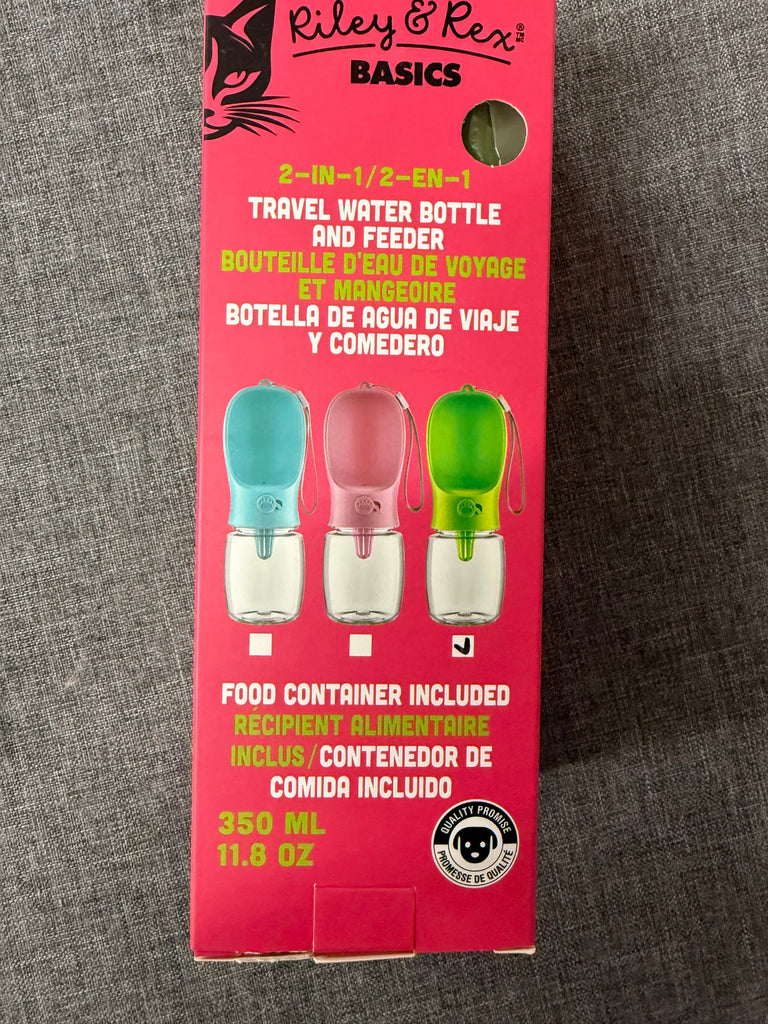 Riley & Rex ®
TM
MC
BASICS
2-IN-1/2-EN-1
TRAVEL WATER BOTTLE
AND FEEDER
BOUTEILLE D'EAU DE VOYAGE
ET MANGEOIRE
BOTELLA DE AGUA DE VIAJE
Y COMEDERO
FOOD CONTAINER INCLUDED
RÉCIPIENT ALIMENTAIRE
INCLUS/CONTENEDOR DE
COMIDA INCLUIDO
350 ML
11.8 OZ
QUALITY PROMISE
PROMESSE DE QUALITÉ